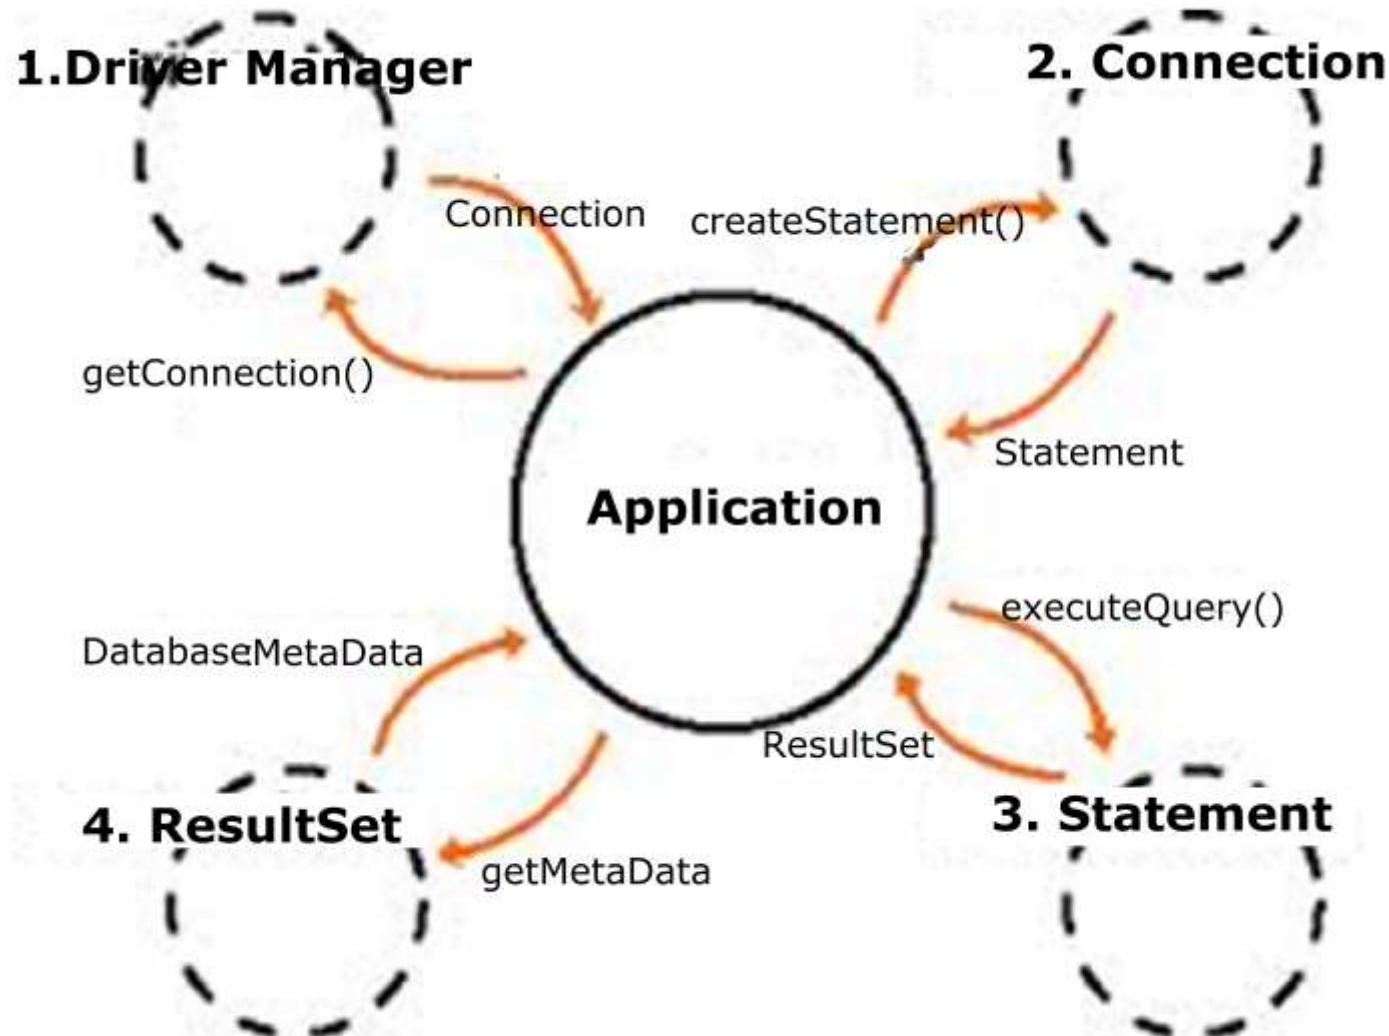 1.Driver Manager
2. Connection
Connection
createStatement()
getConnection()
Statement
Application
executeQuery()
DatabaseMetaData
ResultSet
4. ResultSet
3. Statement
getMetaData